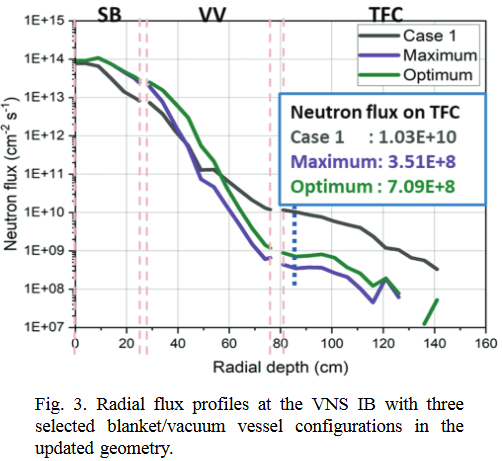 SB VV TFC
1E+15
1E+14
1E+13
1E+12
1E+11
1E+10
1E+09
1E+08
1E+07
Neutron flux (cm-2 s-1)
Case 1
Maximum
Optimum
Neutron flux on TFC
Case 1 : 1.03E+10
Maximum: 3.51E+8
Optimum : 7.09E+8
0 20 40 60 80 100 120 140 160
Radial depth (cm)
Fig. 3. Radial flux profiles at the VNS IB with three
selected blanket/vacuum vessel configurations in the
updated geometry.